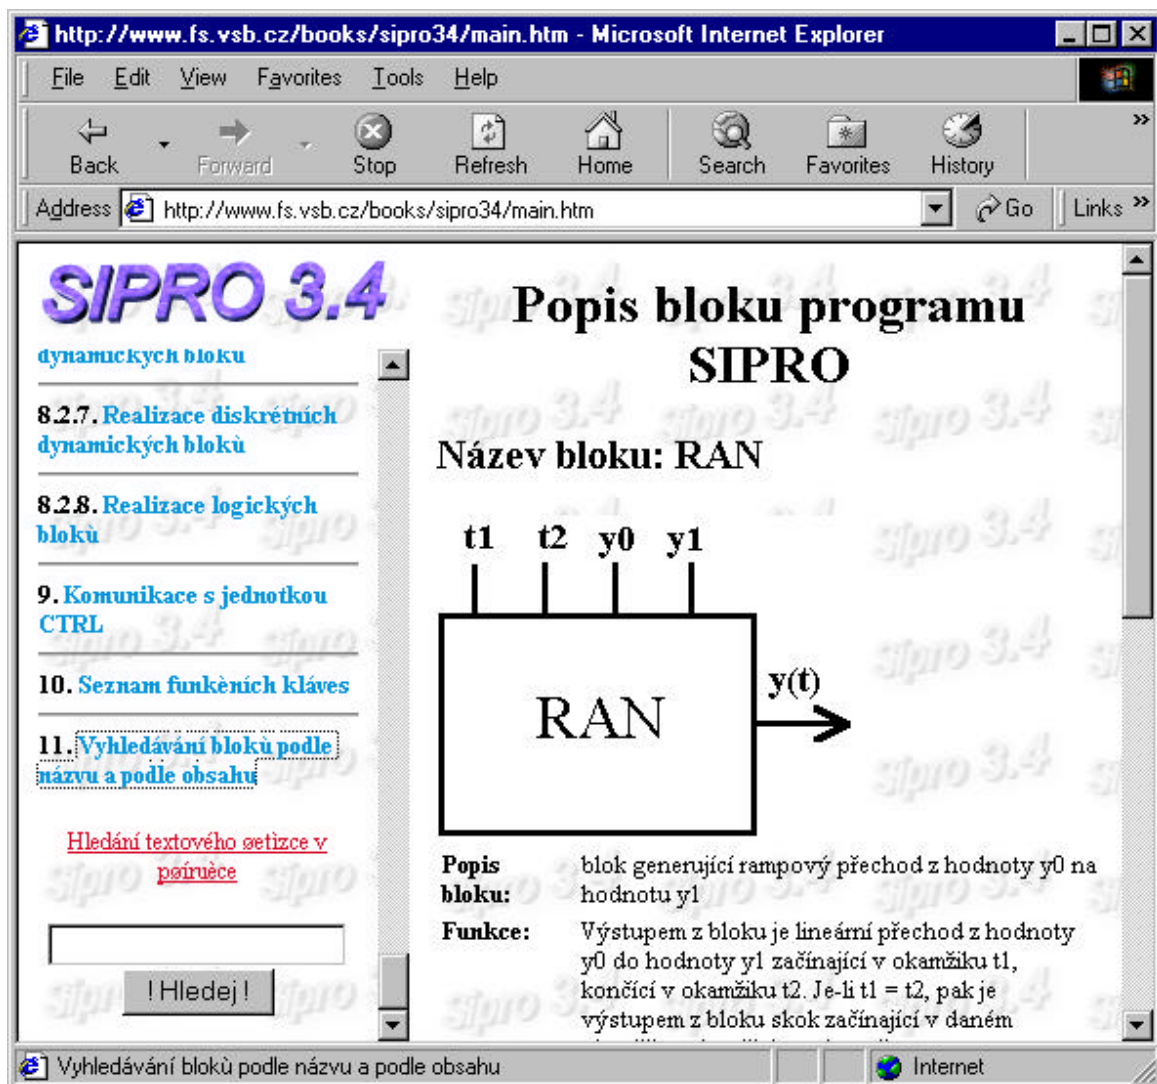 http://www.fs.vsb.cz/books/sipro34/main.htm - Microsoft Internet Explorer
File Edit View Favorites Tools Help
Back Forward Stop Refresh Home Search Favorites History »
Address http://www.fs.vsb.cz/books/sipro34/main.htm Go Links »
SIPRO 3.4
dynamických bloků
8.2.7. Realizace diskrétních
dynamických blokù
8.2.8. Realizace logických
blokù
9. Komunikace s jednotkou
CTRL
10. Seznam funkèních kláves
11. Vyhledávání blokù podle
názvu a podle obsahu
Hledání textového øetìzce v
pøíruèce
! Hledej !
Popis bloku programu
SIPRO
Název bloku: RAN
t1 t2 y0 y1
RAN
y(t)
Popis bloku: blok generující rampový přechod z hodnoty y0 na
hodnotu y1
Funkce: Výstupem z bloku je lineární přechod z hodnoty
y0 do hodnoty y1 začínající v okamžiku t1,
končící v okamžiku t2. Je-li t1 = t2, pak je
výstupem z bloku skok začínající v daném
Vyhledávání blokù podle názvu a podle obsahu
Internet